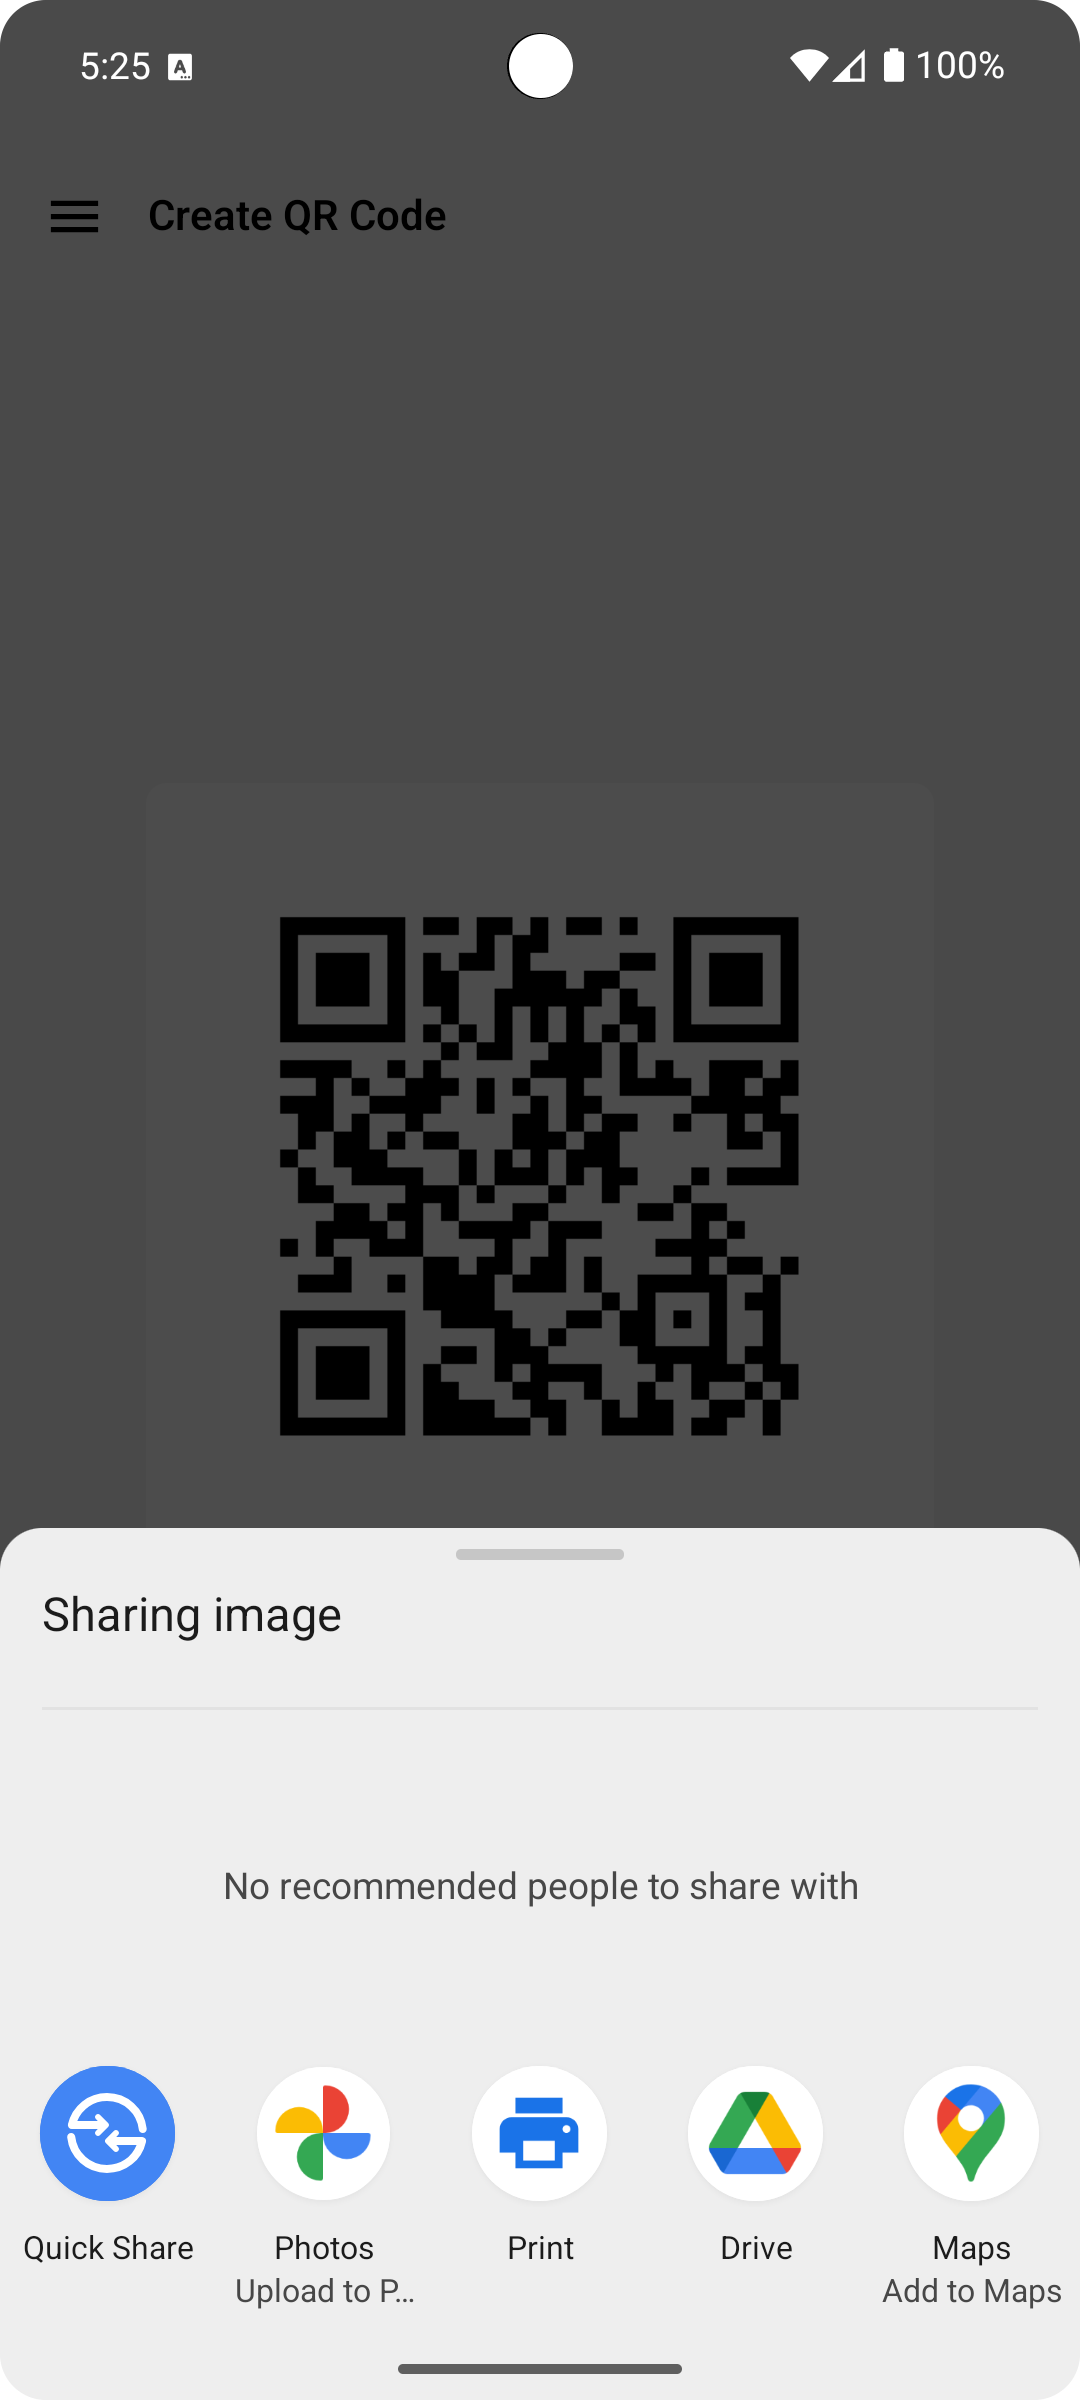 5:25
100%
Create QR Code
Sharing image
No recommended people to share with
Quick Share
Photos
Upload to P...
Print
Drive
Maps
Add to Maps